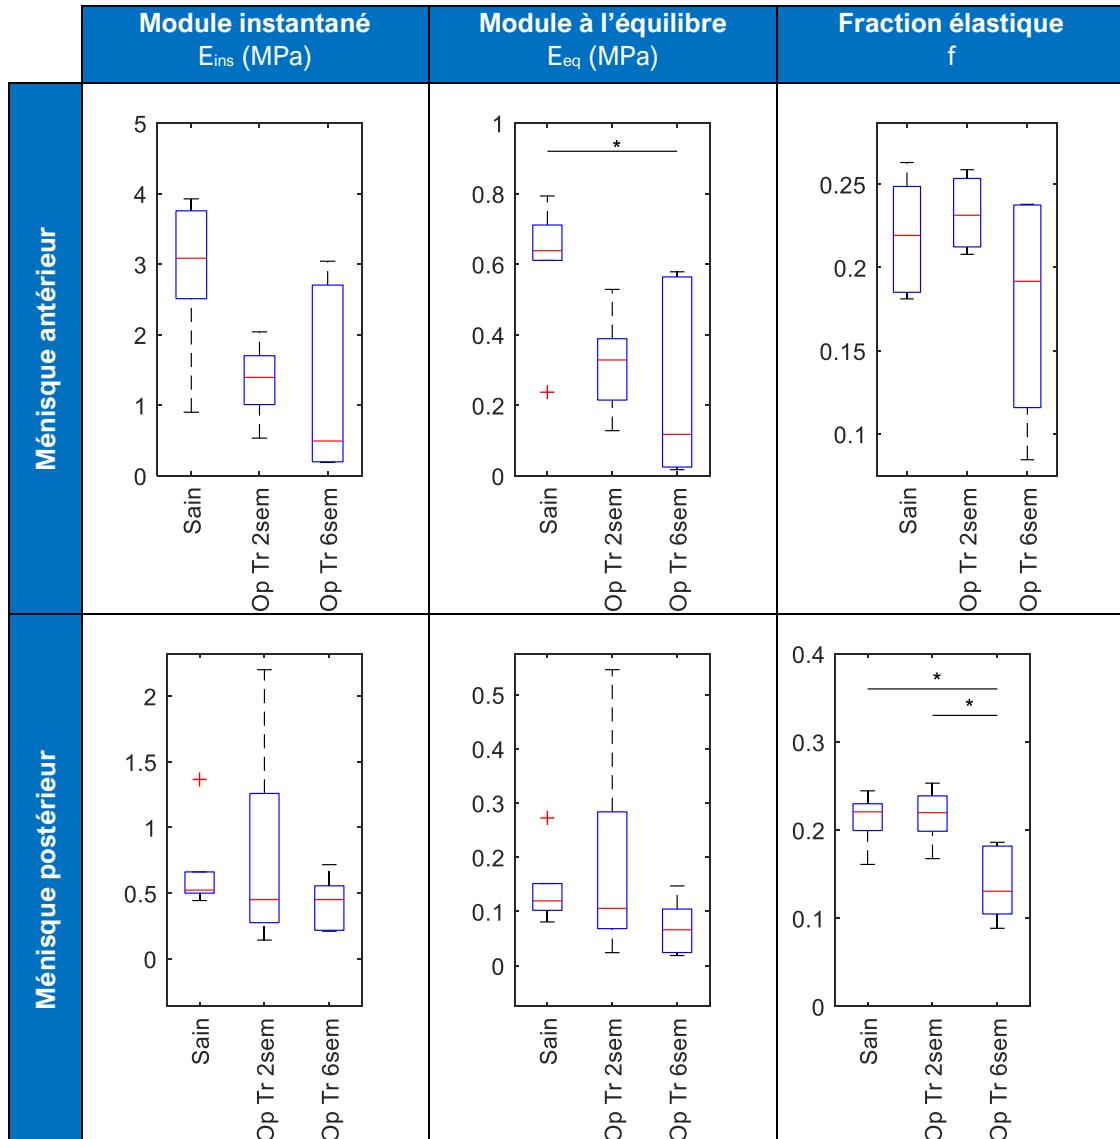 Module instantané
E_ins (MPa)
Module à l'équilibre
E_eq (MPa)
Fraction élastique
f
Ménisque antérieur
5
4
3
2
1
0
Sain
Op Tr 2sem
Op Tr 6sem
1
0.8
0.6
0.4
0.2
0
*
Sain
Op Tr 2sem
Op Tr 6sem
0.25
0.2
0.15
0.1
Sain
Op Tr 2sem
Op Tr 6sem
Ménisque postérieur
2
1.5
1
0.5
0
Sain
Op Tr 2sem
Op Tr 6sem
0.5
0.4
0.3
0.2
0.1
0
Sain
Op Tr 2sem
Op Tr 6sem
0.4
0.3
0.2
0.1
0
*
*
Sain
Op Tr 2sem
Op Tr 6sem